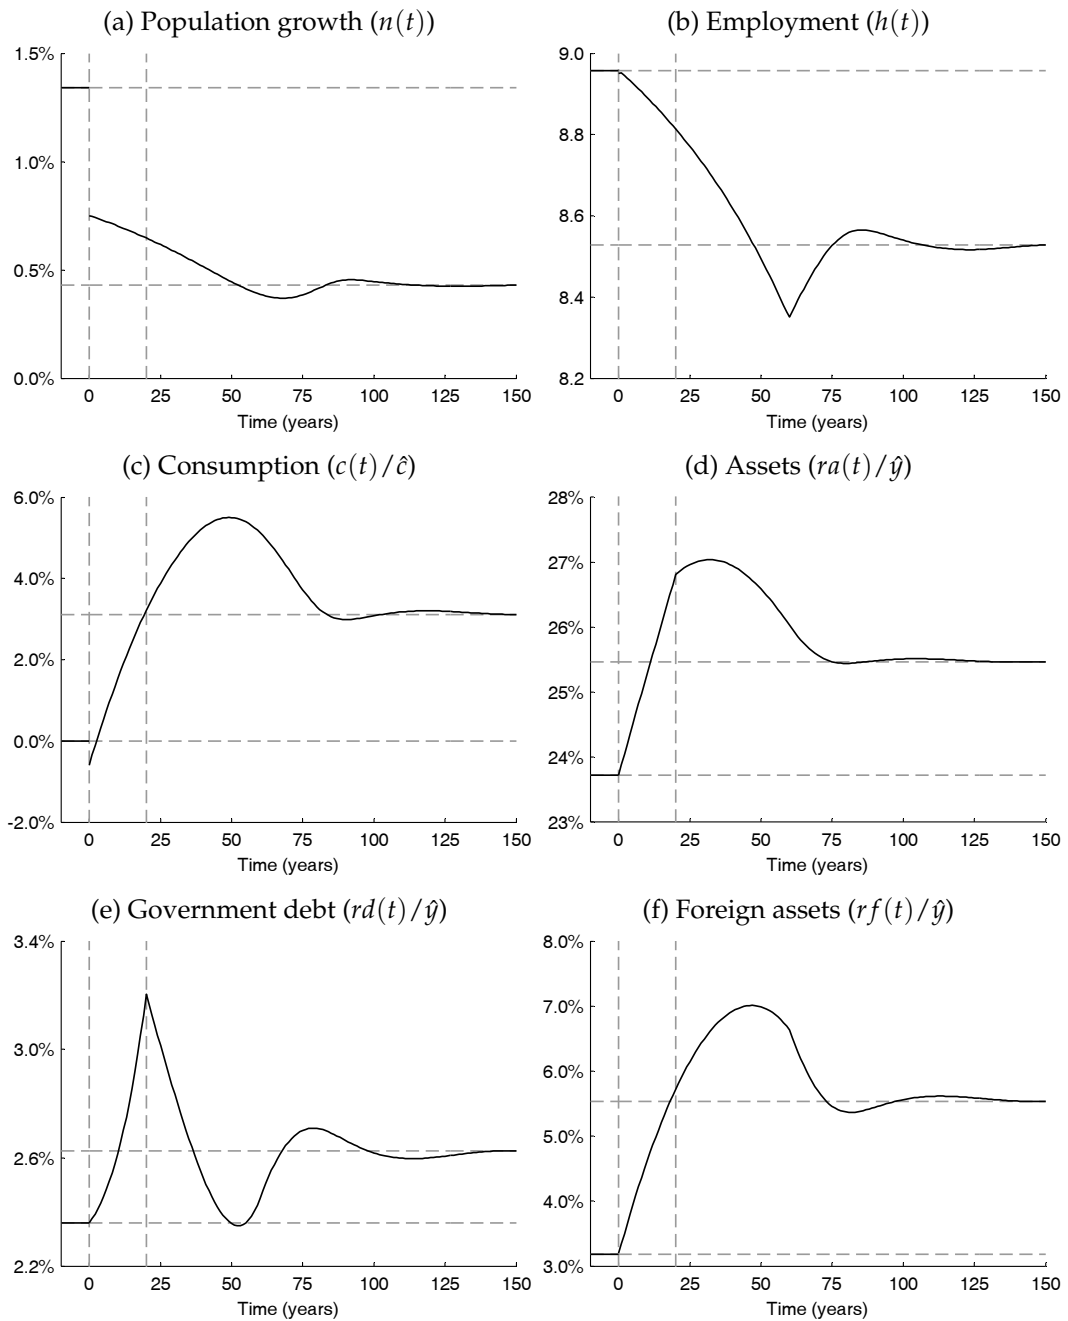 (a) Population growth (n(t))
1.5%
1.0%
0.5%
0.0%
0 25 50 75 100 125 150
Time (years)
(b) Employment (h(t))
9.0
8.8
8.6
8.4
8.2
0 25 50 75 100 125 150
Time (years)
(c) Consumption (c(t)/ĉ)
6.0%
4.0%
2.0%
0.0%
-2.0%
0 25 50 75 100 125 150
Time (years)
(d) Assets (ra(t)/ŷ)
28%
27%
26%
25%
24%
23%
0 25 50 75 100 125 150
Time (years)
(e) Government debt (rd(t)/ŷ)
3.4%
3.0%
2.6%
2.2%
0 25 50 75 100 125 150
Time (years)
(f) Foreign assets (rf(t)/ŷ)
8.0%
7.0%
6.0%
5.0%
4.0%
3.0%
0 25 50 75 100 125 150
Time (years)